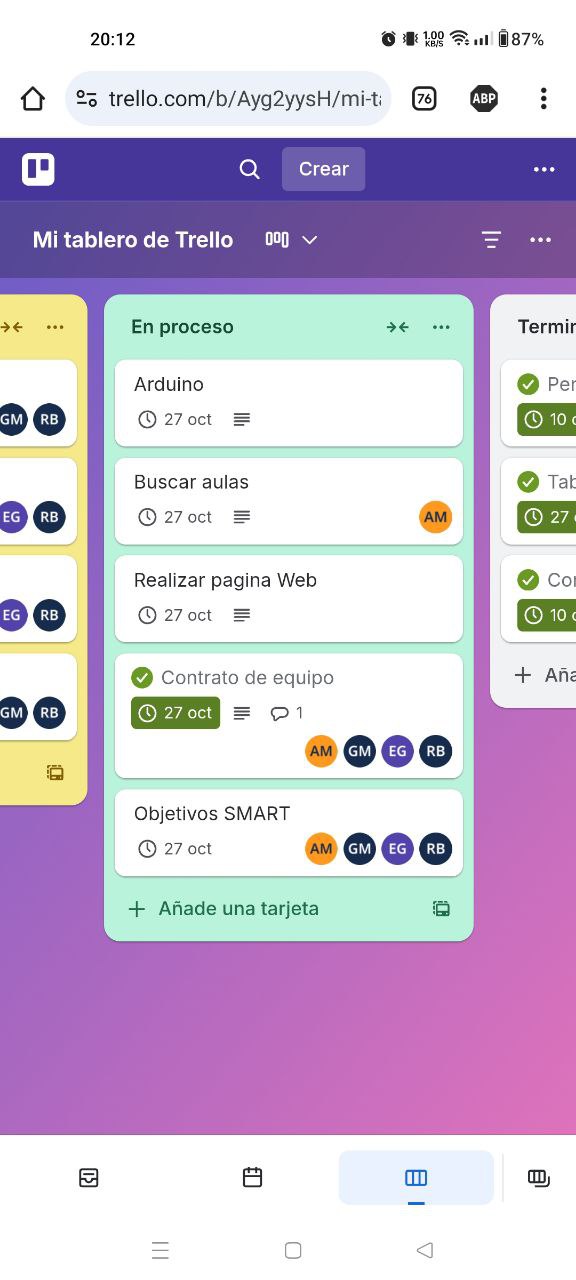 20:12
1.00 KB/S
87%
trello.com/b/Ayg2yysH/mi-t
76
ABP
Crear
Mi tablero de Trello
GM RB
EG RB
EG RB
GM RB
En proceso
Arduino
27 oct
Buscar aulas
27 oct
AM
Realizar pagina Web
27 oct
Contrato de equipo
27 oct
1
AM GM EG RB
Objetivos SMART
27 oct
AM GM EG RB
+ Añade una tarjeta
Termin
Per
10 o
Tab
27
Con
10 o
+ Aña